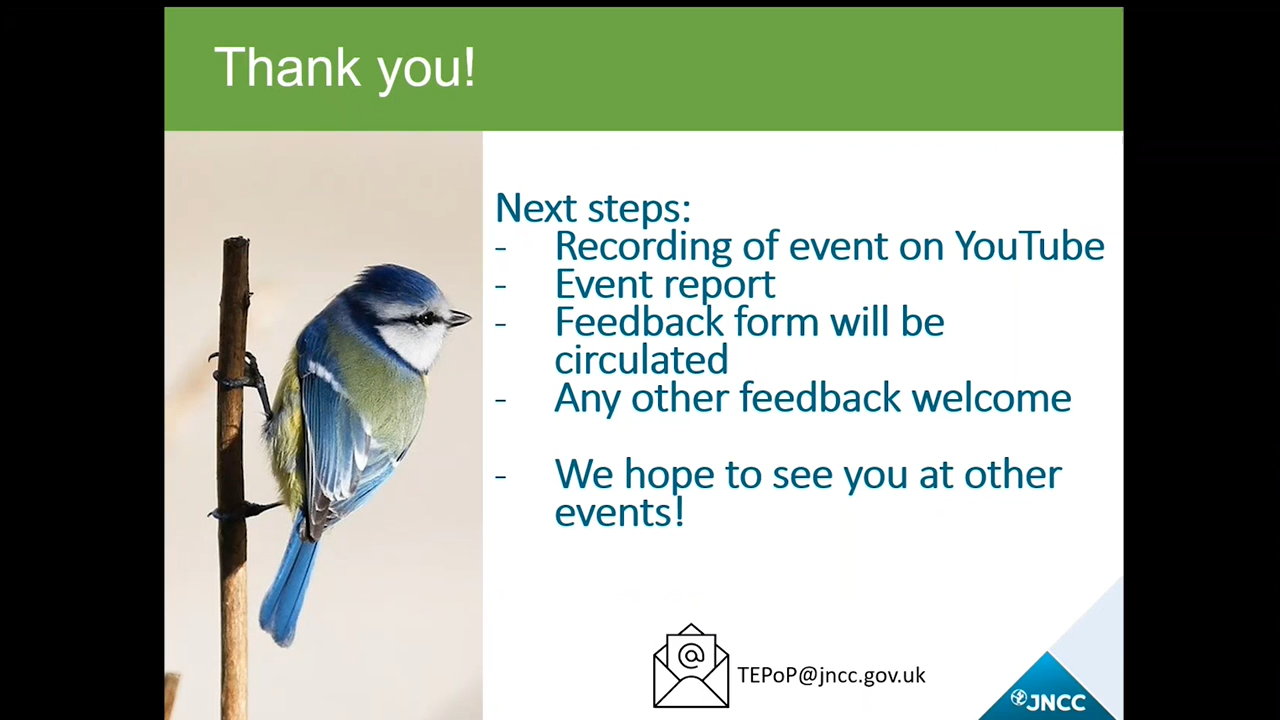 Thank you!
Next steps:
- Recording of event on YouTube
- Event report
- Feedback form will be
circulated
- Any other feedback welcome
- We hope to see you at other
events!
@
TEPoP@jncc.gov.uk
JNCC